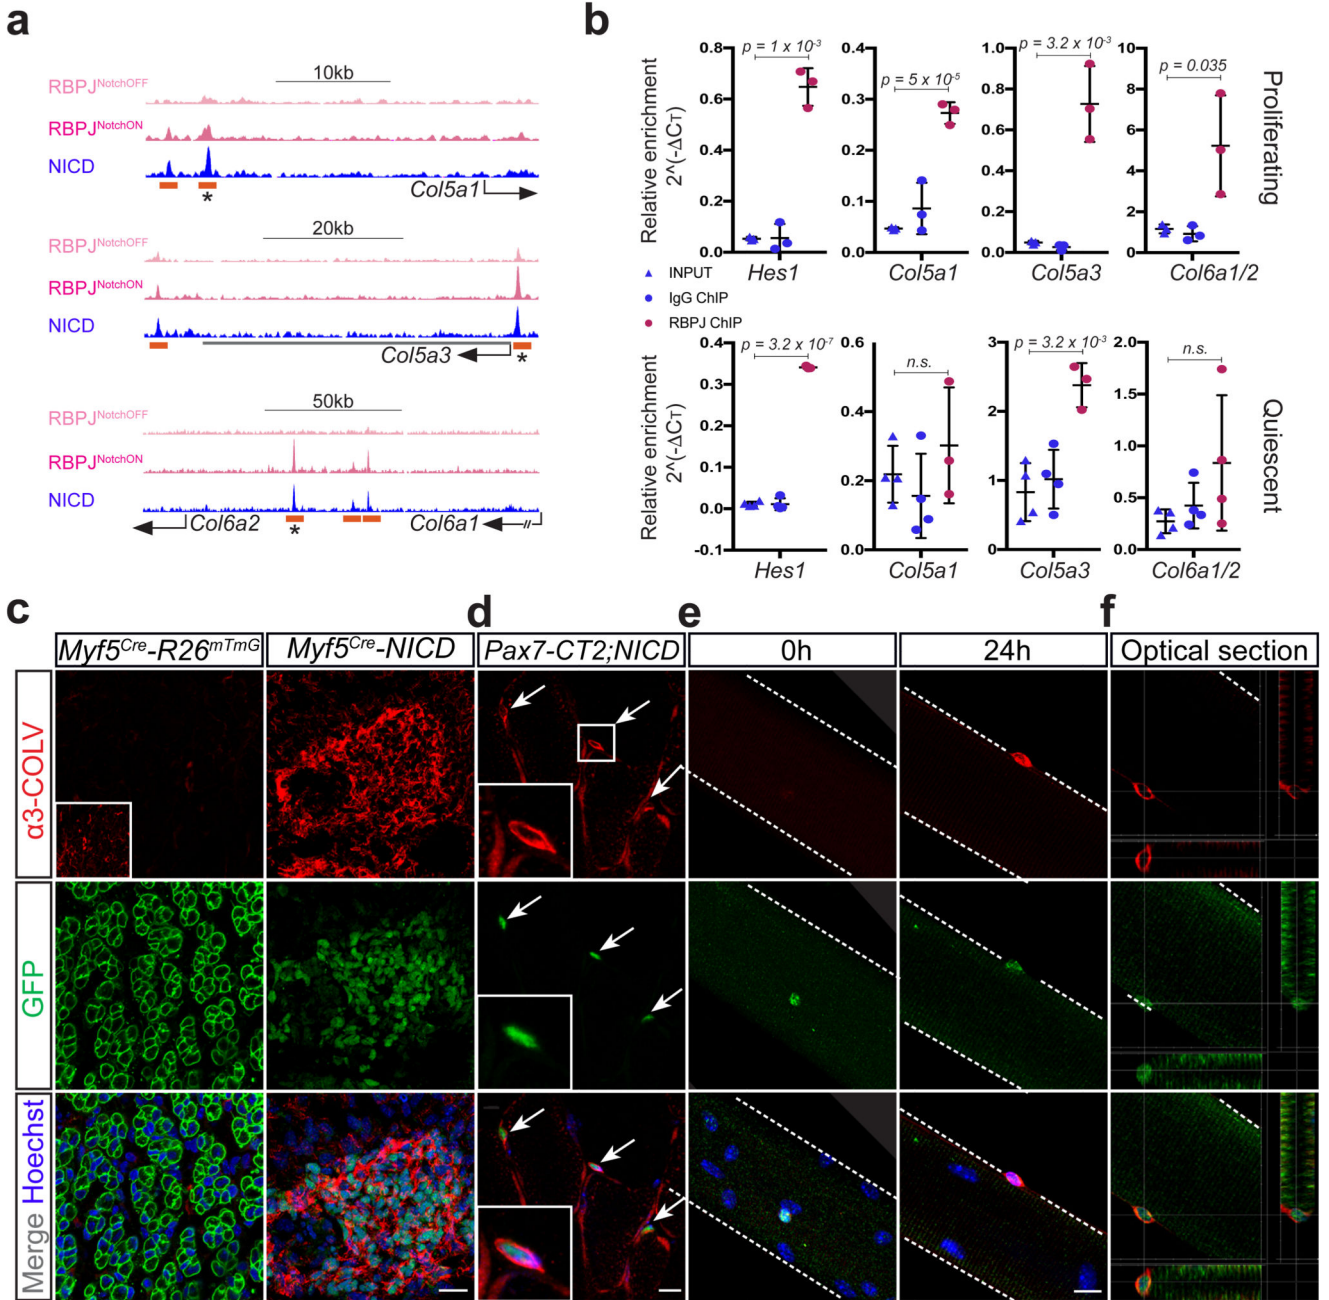 a
10kb
RBPJNotchOFF
RBPJNotchON
NICD
Col5a1
*
20kb
RBPJNotchOFF
RBPJNotchON
NICD
Col5a3
*
50kb
RBPJNotchOFF
RBPJNotchON
NICD
Col6a2
Col6a1
//
*
b
Relative enrichment
2^(-ΔCT)
0.8
0.6
0.4
0.2
0.0
p = 1 x 10-3
Hes1
0.4
0.3
0.2
0.1
0.0
p = 5 x 10-5
Col5a1
1.0
0.8
0.6
0.4
0.2
0.0
p = 3.2 x 10-3
Col5a3
10
8
6
4
2
0
p = 0.035
Col6a1/2
Proliferating
INPUT
IgG ChIP
RBPJ ChIP
Relative enrichment
2^(-ΔCT)
0.4
0.3
0.2
0.1
0.0
-0.1
p = 3.2 x 10-7
Hes1
0.6
0.4
0.2
0.0
n.s.
Col5a1
3
2
1
0
p = 3.2 x 10-3
Col5a3
2.0
1.5
1.0
0.5
0.0
n.s.
Col6a1/2
Quiescent
c
d
e
f
Myf5Cre-R26mTmG
Myf5Cre-NICD
Pax7-CT2;NICD
0h
24h
Optical section
α3-COLV
GFP
Merge Hoechst